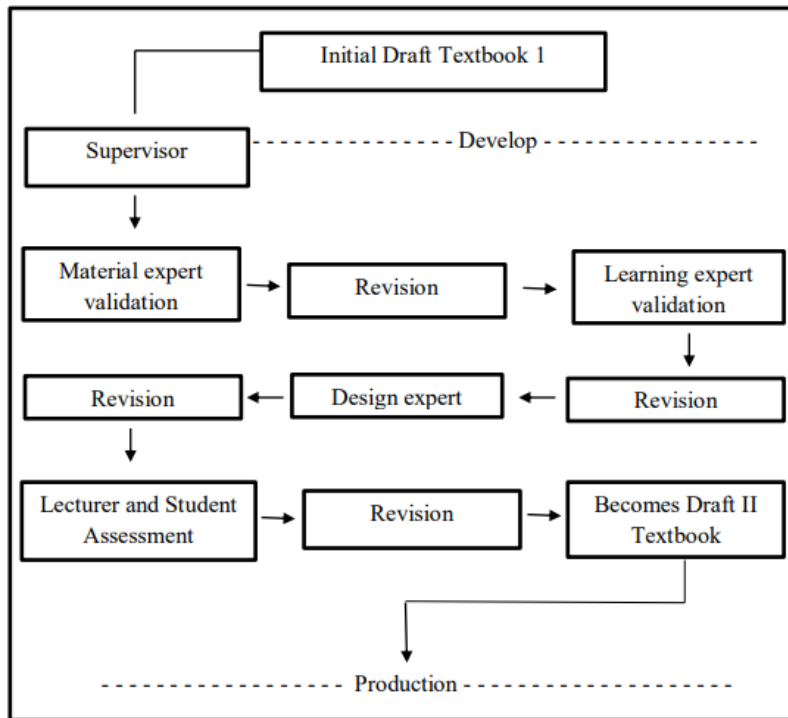 Initial Draft Textbook 1
Supervisor
- - - - - - - - - - - - - - - Develop - - - - - - - - - - - - - -
Material expert
validation
Revision
Learning expert
validation
Revision
Design expert
Revision
Lecturer and Student
Assessment
Revision
Becomes Draft II
Textbook
- - - - - - - - - - - - - - - - - - Production - - - - - - - - - - - - - - - - - - -